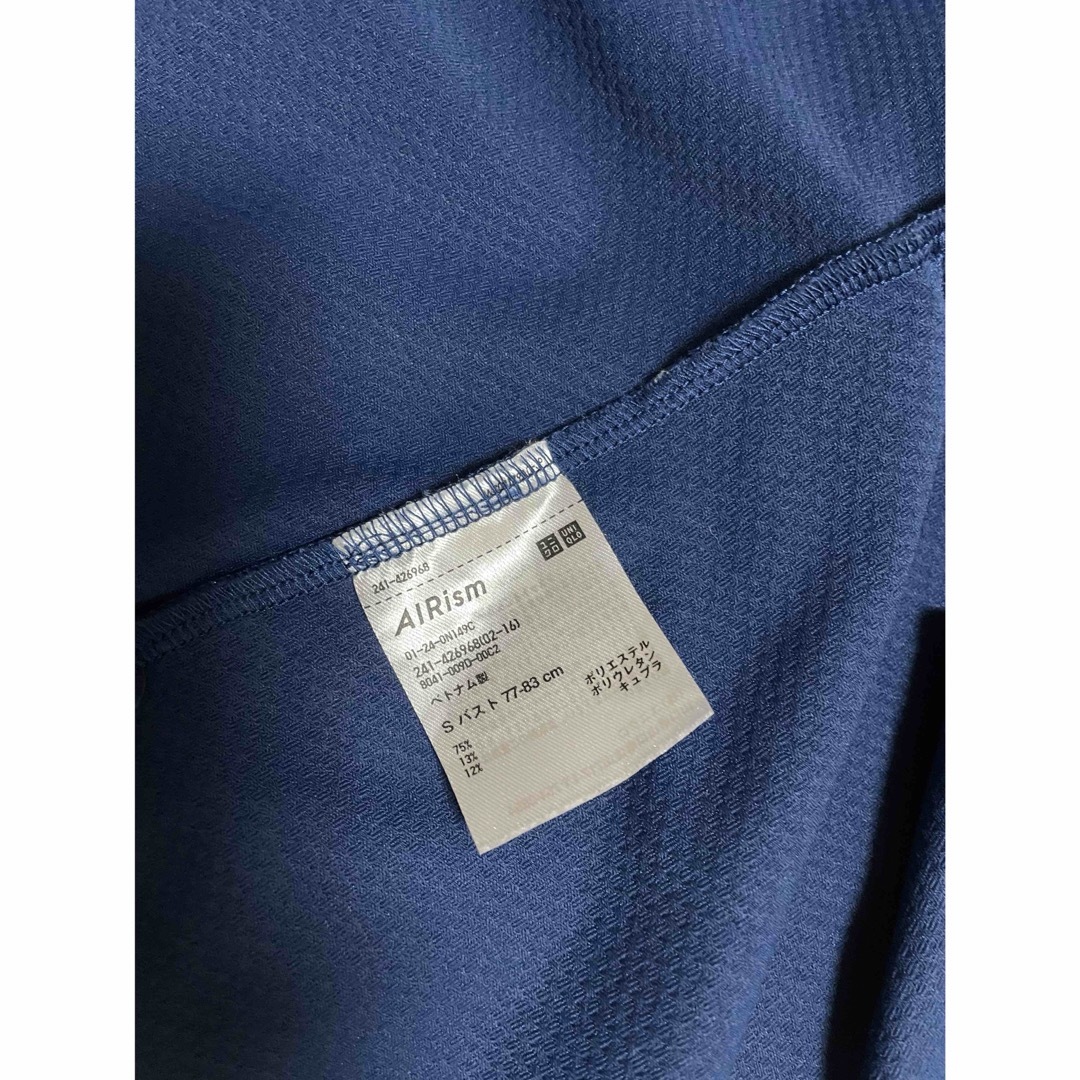 241-426968
ユニ
クロ
UNI
QLO
AIRism
01-24-0N149C
241-426968(02-16)
8041-009D-00C2
ベトナム製
S バスト 77-83 cm
75% ポリエステル
13% ポリウレタン
12% キュプラ